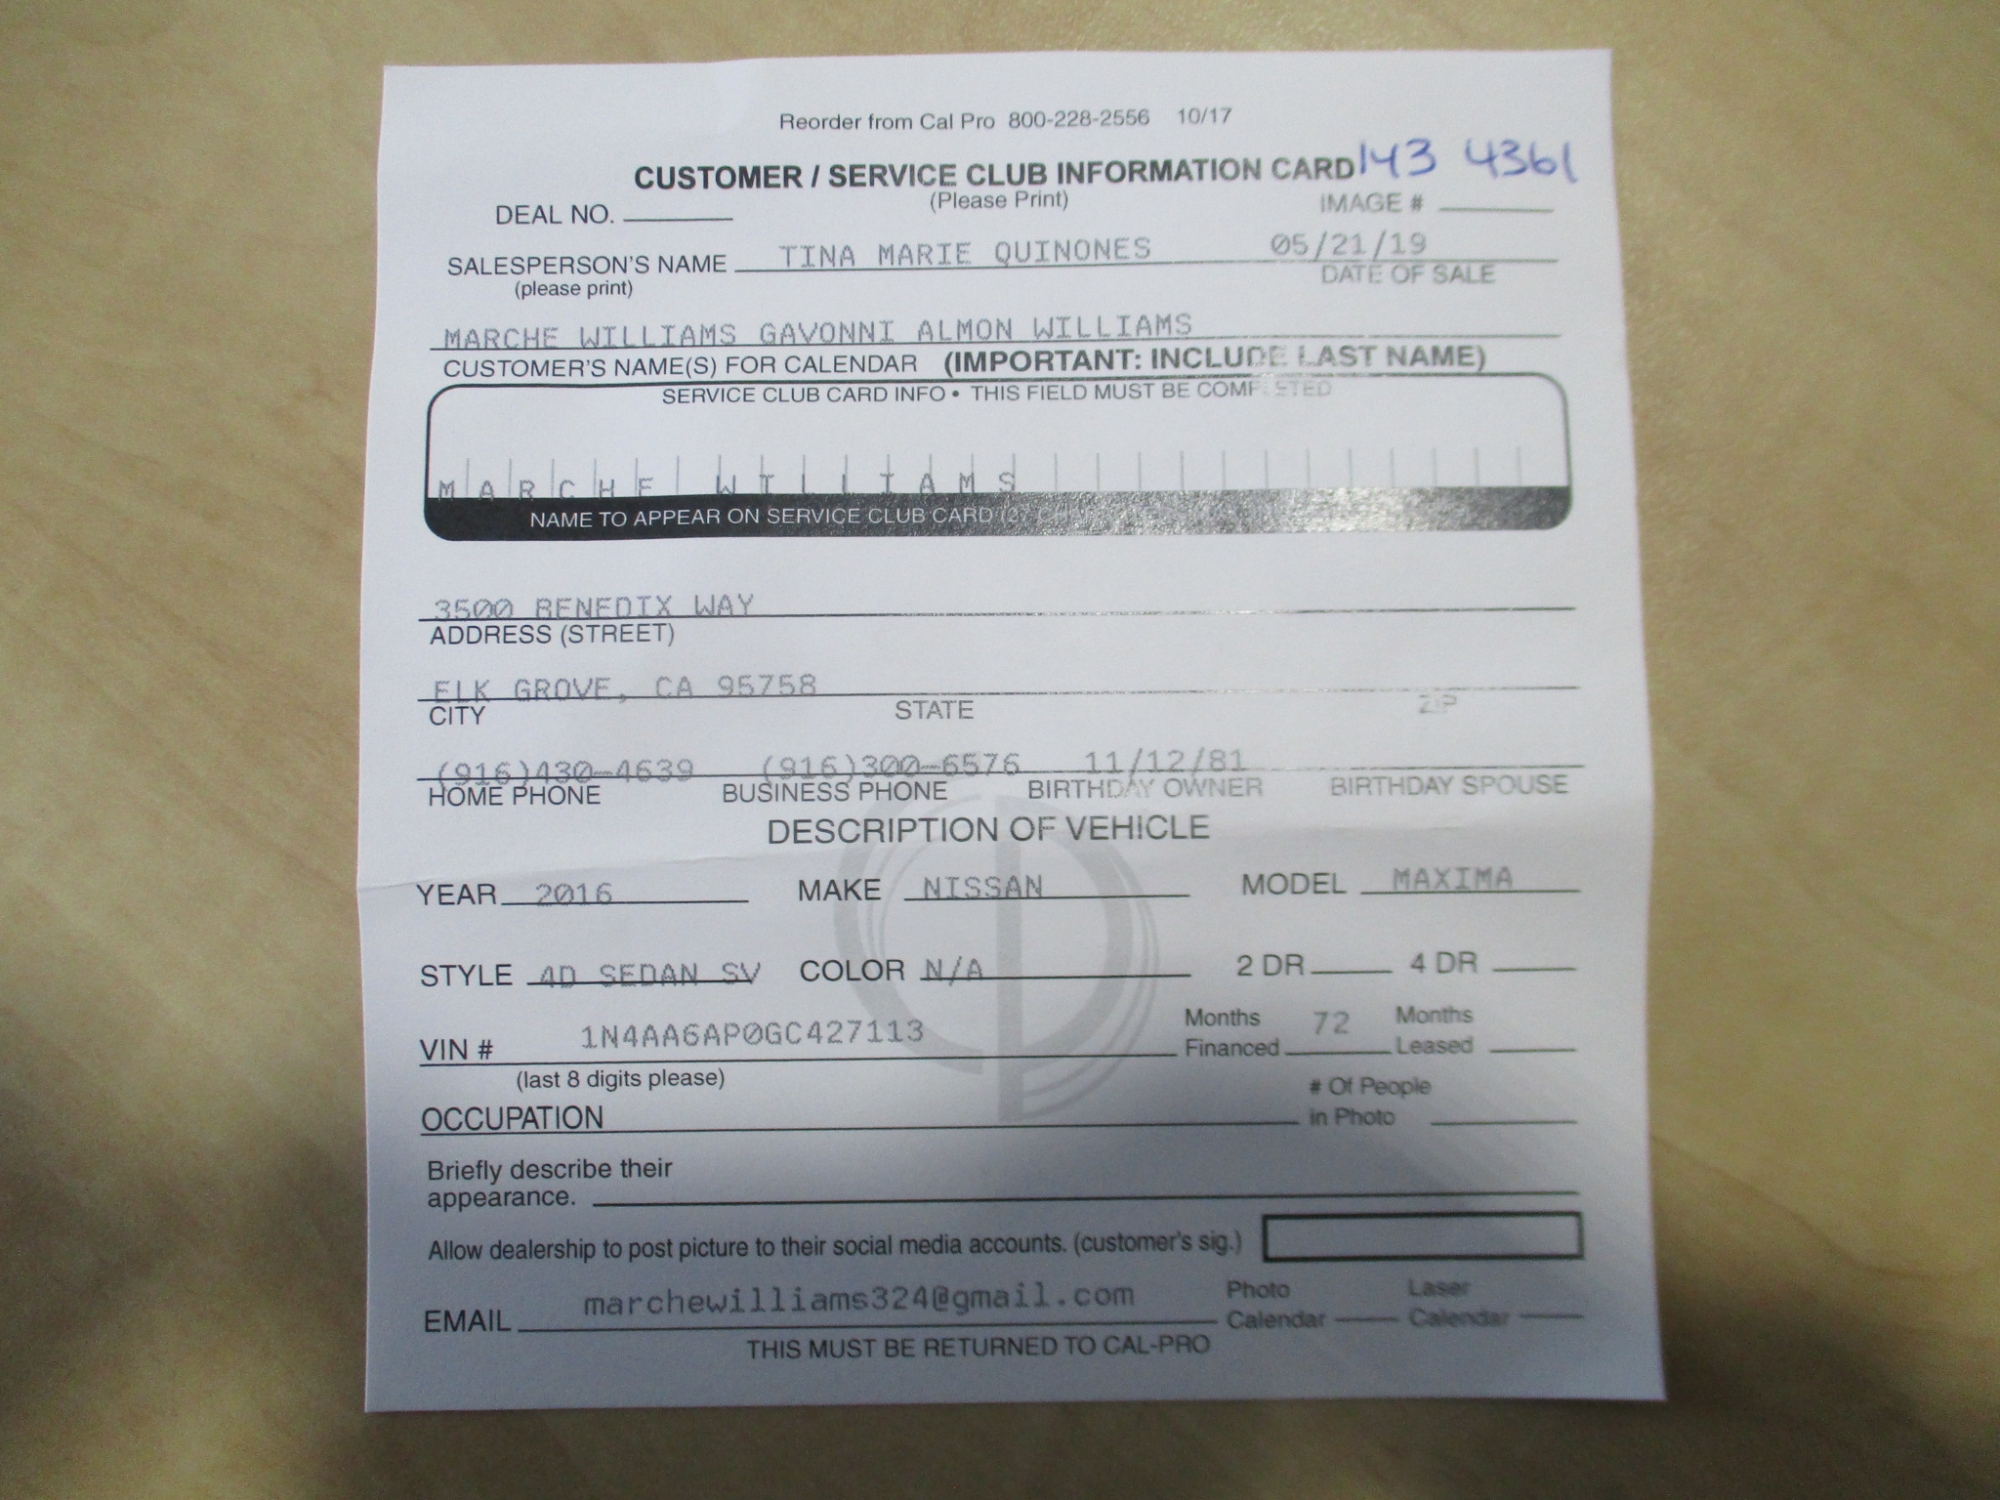 Reorder from Cal Pro 800-228-2556 10/17
CUSTOMER / SERVICE CLUB INFORMATION CARD 143 4361
(Please Print)
DEAL NO. IMAGE #
SALESPERSON'S NAME TINA MARIE QUINONES 05/21/19
(please print) DATE OF SALE
MARCHE WILLIAMS GAVONNI ALMON WILLIAMS
CUSTOMER'S NAME(S) FOR CALENDAR (IMPORTANT: INCLUDE LAST NAME)
SERVICE CLUB CARD INFO • THIS FIELD MUST BE COMPLETED
MARCHE WILLIAMS
NAME TO APPEAR ON SERVICE CLUB CARD (27
3500 BENEDIX WAY
ADDRESS (STREET)
ELK GROVE, CA 95758
CITY STATE ZIP
(916)430-4639 (916)300-6576 11/12/81
HOME PHONE BUSINESS PHONE BIRTHDAY OWNER BIRTHDAY SPOUSE
DESCRIPTION OF VEHICLE
YEAR 2016 MAKE NISSAN MODEL MAXIMA
STYLE 4D SEDAN SV COLOR N/A 2 DR 4 DR
VIN # 1N4AA6AP0GC427113 Months Financed 72 Months Leased
(last 8 digits please)
OCCUPATION # Of People in Photo
Briefly describe their
appearance.
Allow dealership to post picture to their social media accounts. (customer's sig.)
EMAIL marchewilliams324@gmail.com Photo Calendar Laser Calendar
THIS MUST BE RETURNED TO CAL-PRO